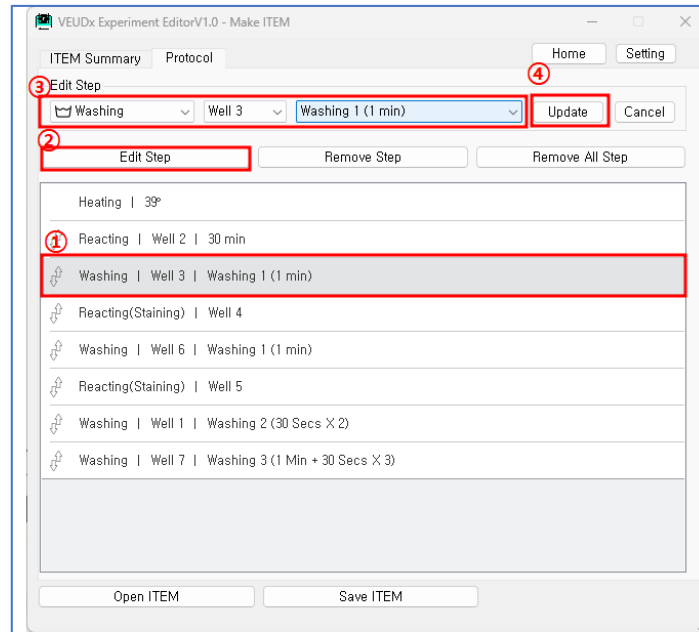 VEUDx Experiment EditorV1.0 - Make ITEM
ITEM Summary Protocol Home Setting
③ Edit Step ④
Washing Well 3 Washing 1 (1 min) Update Cancel
②
Edit Step Remove Step Remove All Step
Heating | 39º
① Reacting | Well 2 | 30 min
Washing | Well 3 | Washing 1 (1 min)
Reacting(Staining) | Well 4
Washing | Well 6 | Washing 1 (1 min)
Reacting(Staining) | Well 5
Washing | Well 1 | Washing 2 (30 Secs X 2)
Washing | Well 7 | Washing 3 (1 Min + 30 Secs X 3)
Open ITEM Save ITEM